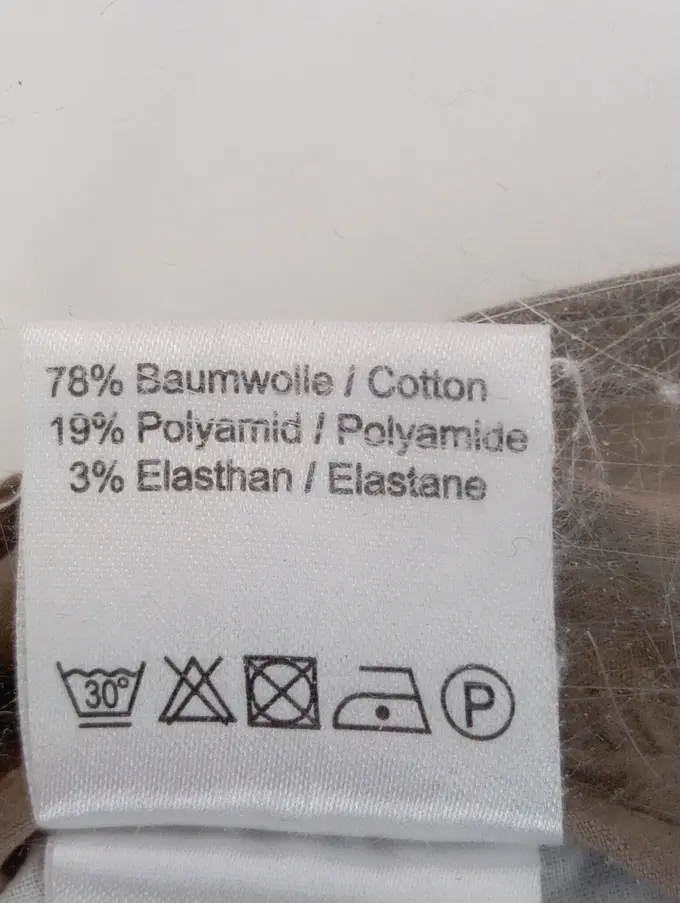 78% Baumwolle / Cotton
19% Polyamid / Polyamide
3% Elasthan / Elastane
30° P